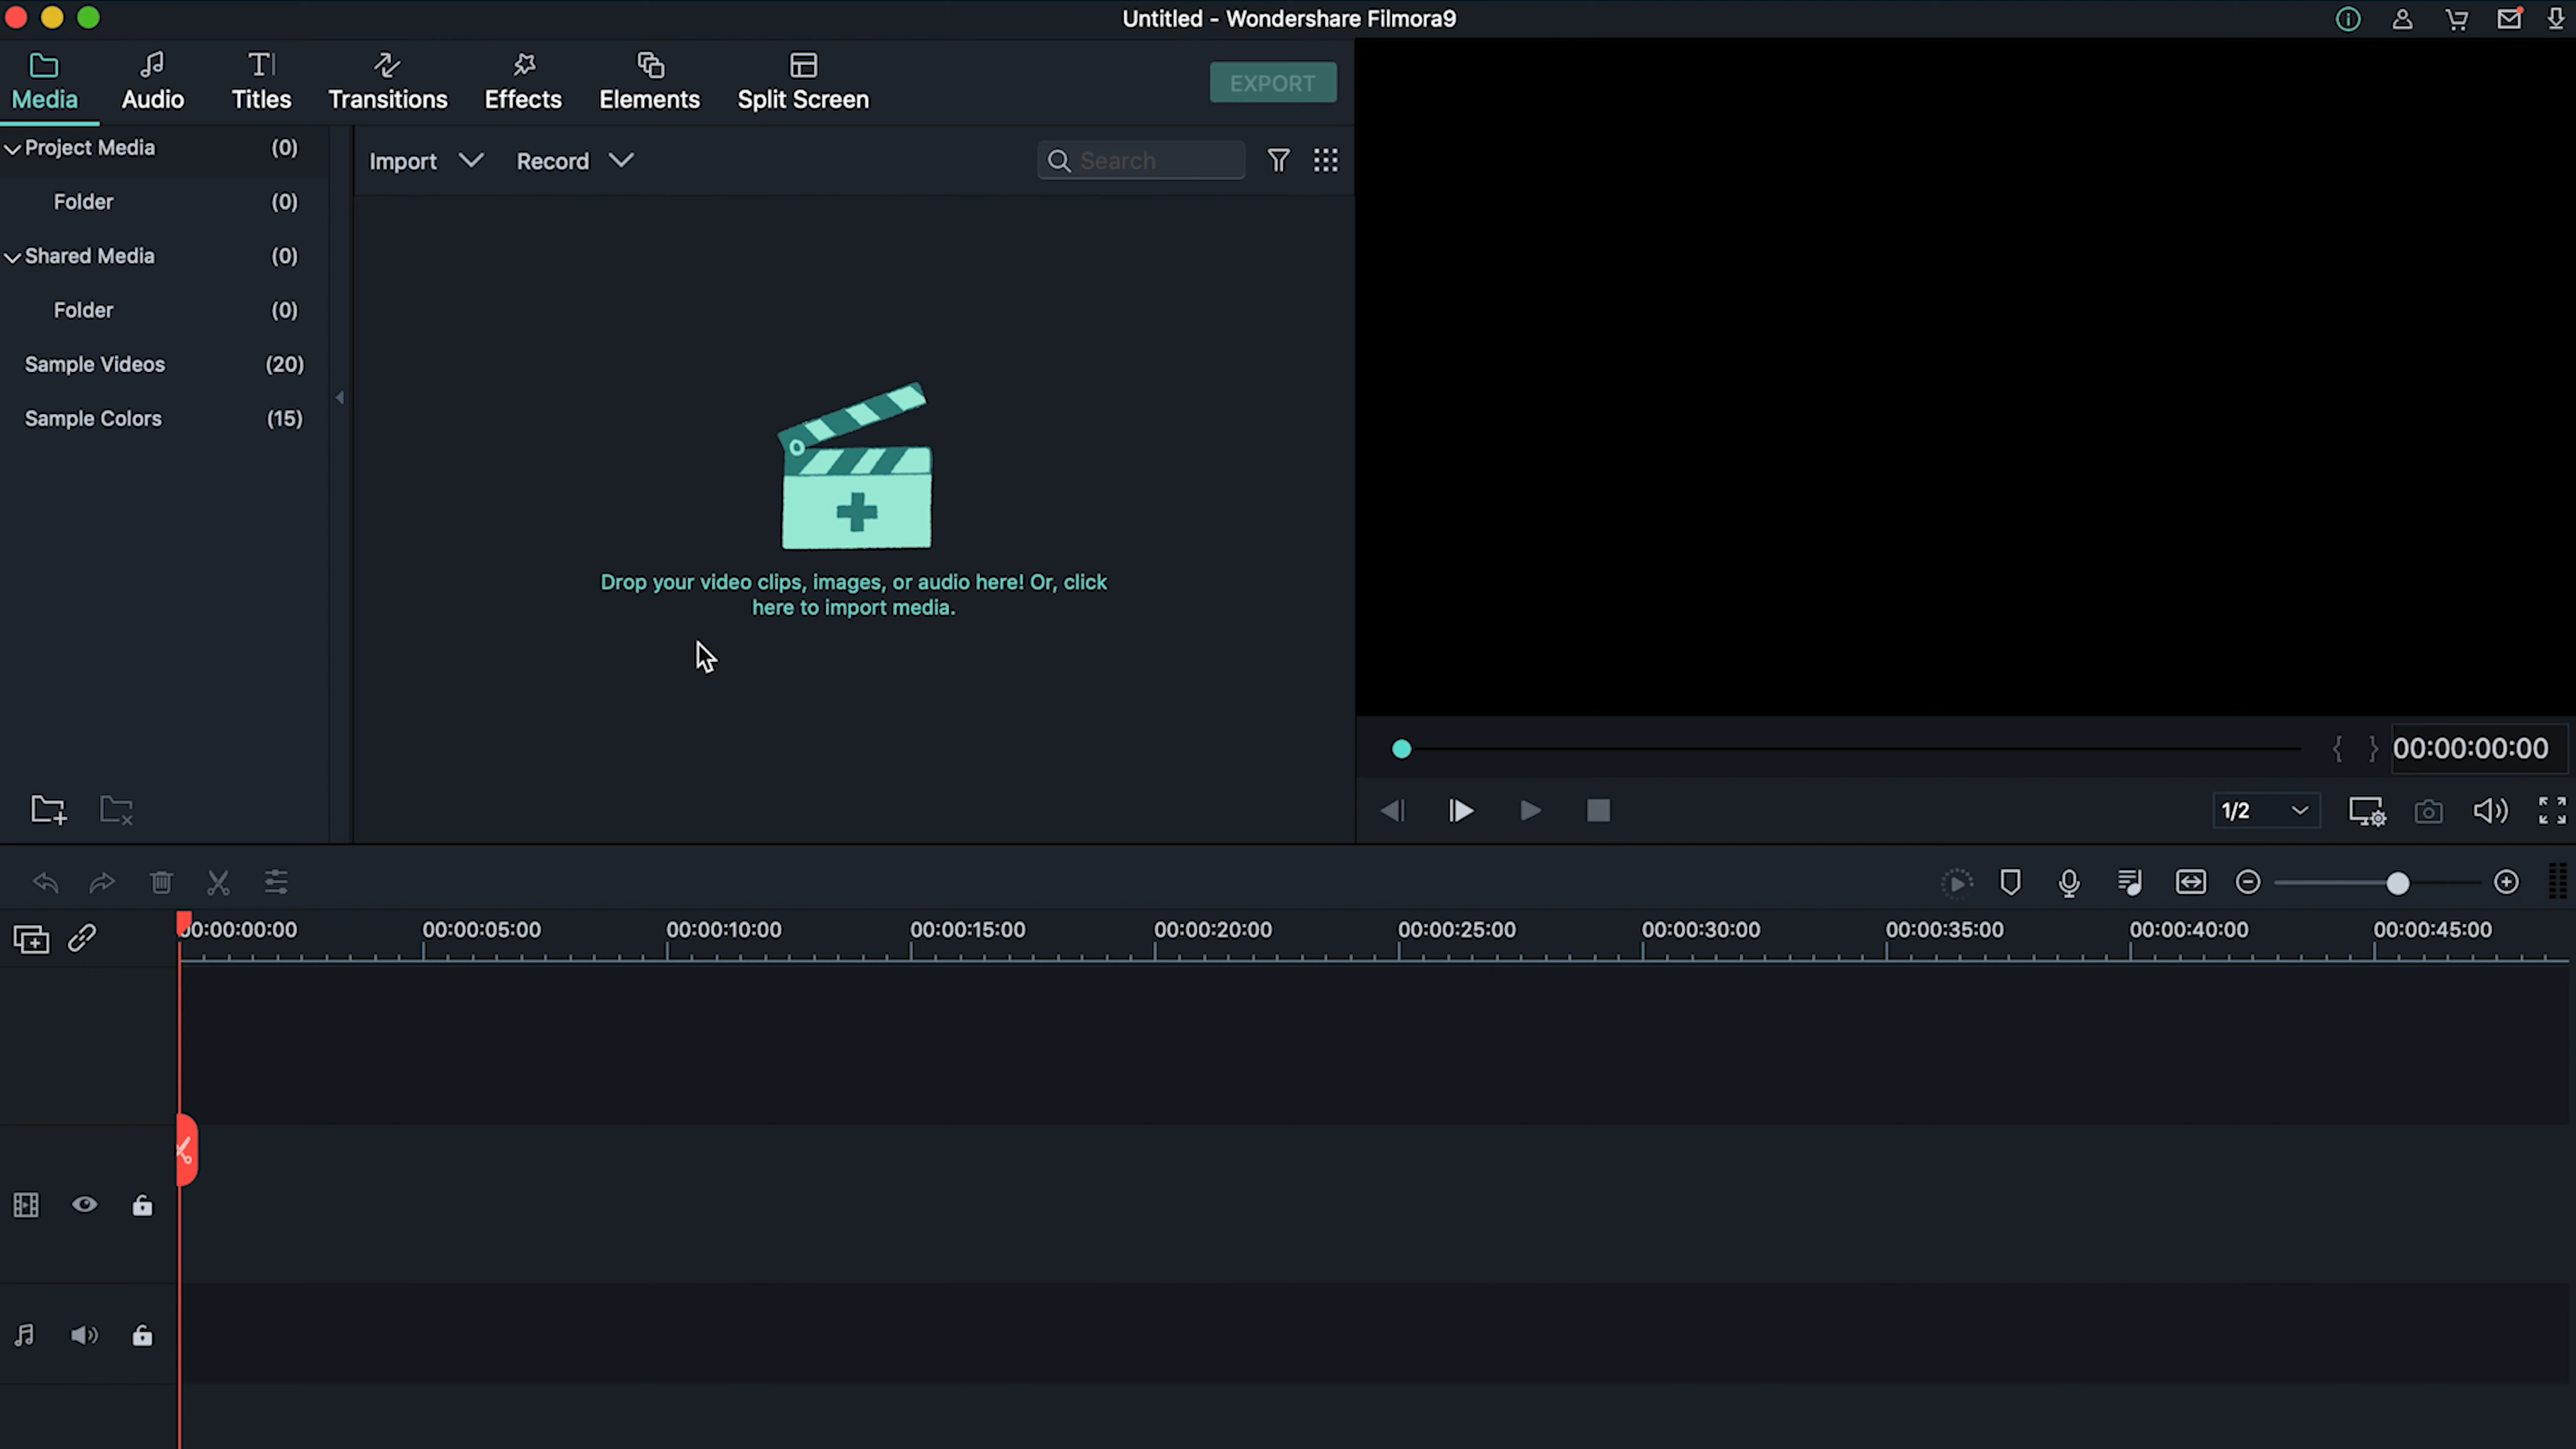 Untitled - Wondershare Filmora9
Media Audio Titles Transitions Effects Elements Split Screen EXPORT
Project Media (0)
Folder (0)
Shared Media (0)
Folder (0)
Sample Videos (20)
Sample Colors (15)
Import Record Search
Drop your video clips, images, or audio here! Or, click
here to import media.
{ } 00:00:00:00
1/2
00:00:00:00 00:00:05:00 00:00:10:00 00:00:15:00 00:00:20:00 00:00:25:00 00:00:30:00 00:00:35:00 00:00:40:00 00:00:45:00